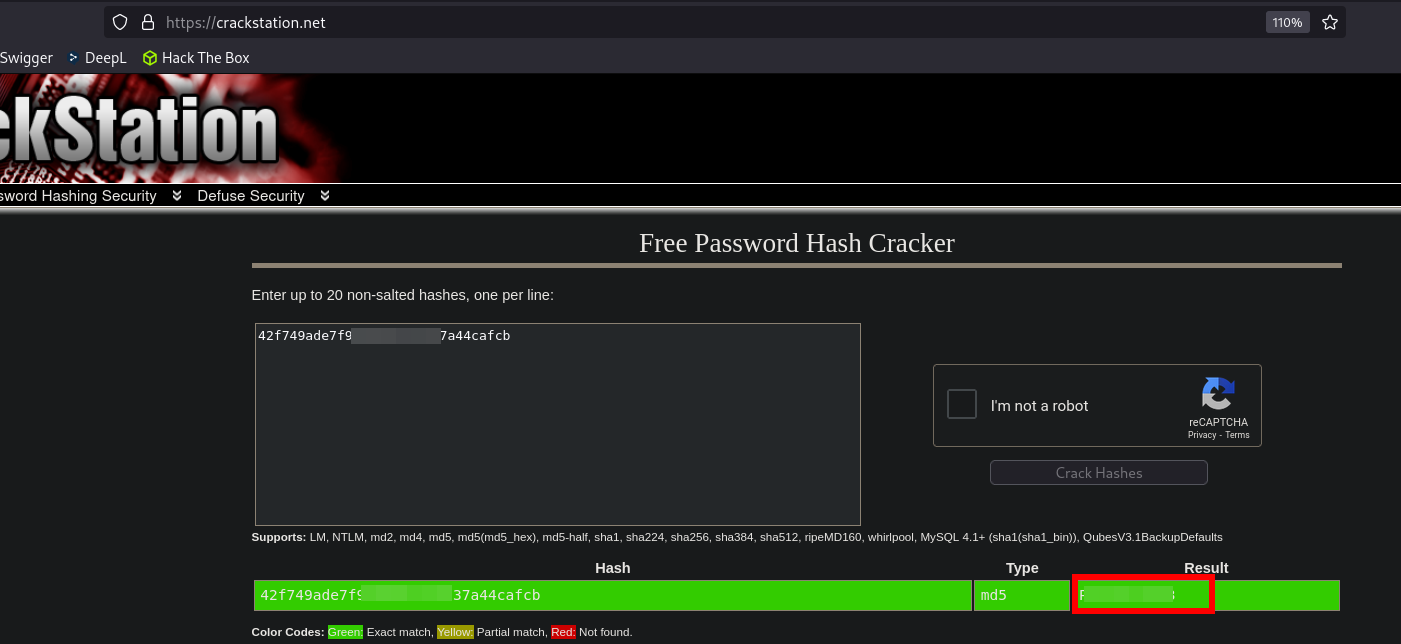 https://crackstation.net
110%
Swigger DeepL Hack The Box
ckStation
sword Hashing Security Defuse Security
Free Password Hash Cracker
Enter up to 20 non-salted hashes, one per line:
42f749ade7f9 7a44cafcb
I'm not a robot
reCAPTCHA
Privacy - Terms
Crack Hashes
Supports: LM, NTLM, md2, md4, md5, md5(md5_hex), md5-half, sha1, sha224, sha256, sha384, sha512, ripeMD160, whirlpool, MySQL 4.1+ (sha1(sha1_bin)), QubesV3.1BackupDefaults
Hash Type Result
42f749ade7f9 37a44cafcb md5
Color Codes: Green: Exact match, Yellow: Partial match, Red: Not found.